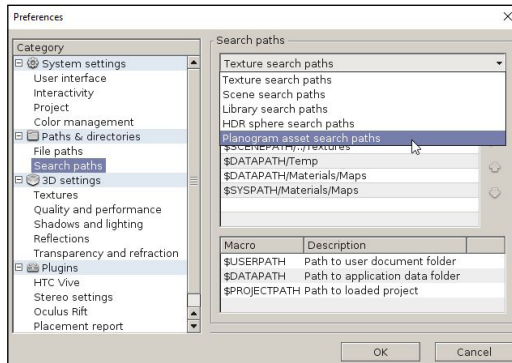 Preferences
Category
System settings
User interface
Interactivity
Project
Color management
Paths & directories
File paths
Search paths
3D settings
Textures
Quality and performance
Shadows and lighting
Reflections
Transparency and refraction
Plugins
HTC Vive
Stereo settings
Oculus Rift
Placement report
Search paths
Texture search paths
Texture search paths
Scene search paths
Library search paths
HDR sphere search paths
Planogram asset search paths
$SCENEPATH/../Textures
$DATAPATH/Temp
$DATAPATH/Materials/Maps
$SYSPATH/Materials/Maps
Macro Description
$USERPATH Path to user document folder
$DATAPATH Path to application data folder
$PROJECTPATH Path to loaded project
OK Cancel